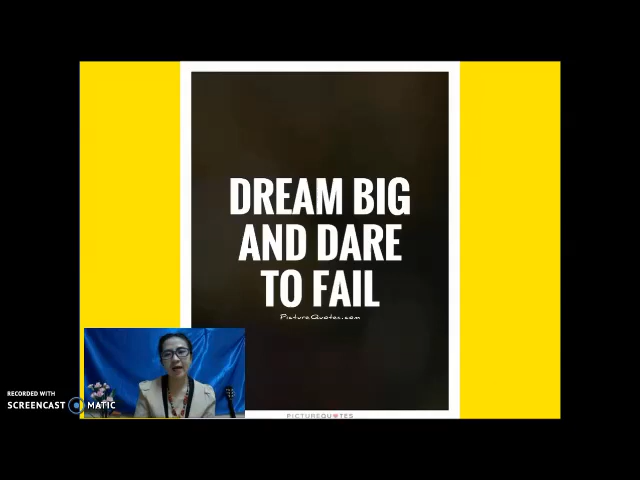 DREAM BIG
AND DARE
TO FAIL
PictureQuotes.com
RECORDED WITH
SCREENCAST MATIC
PICTUREQUOTES